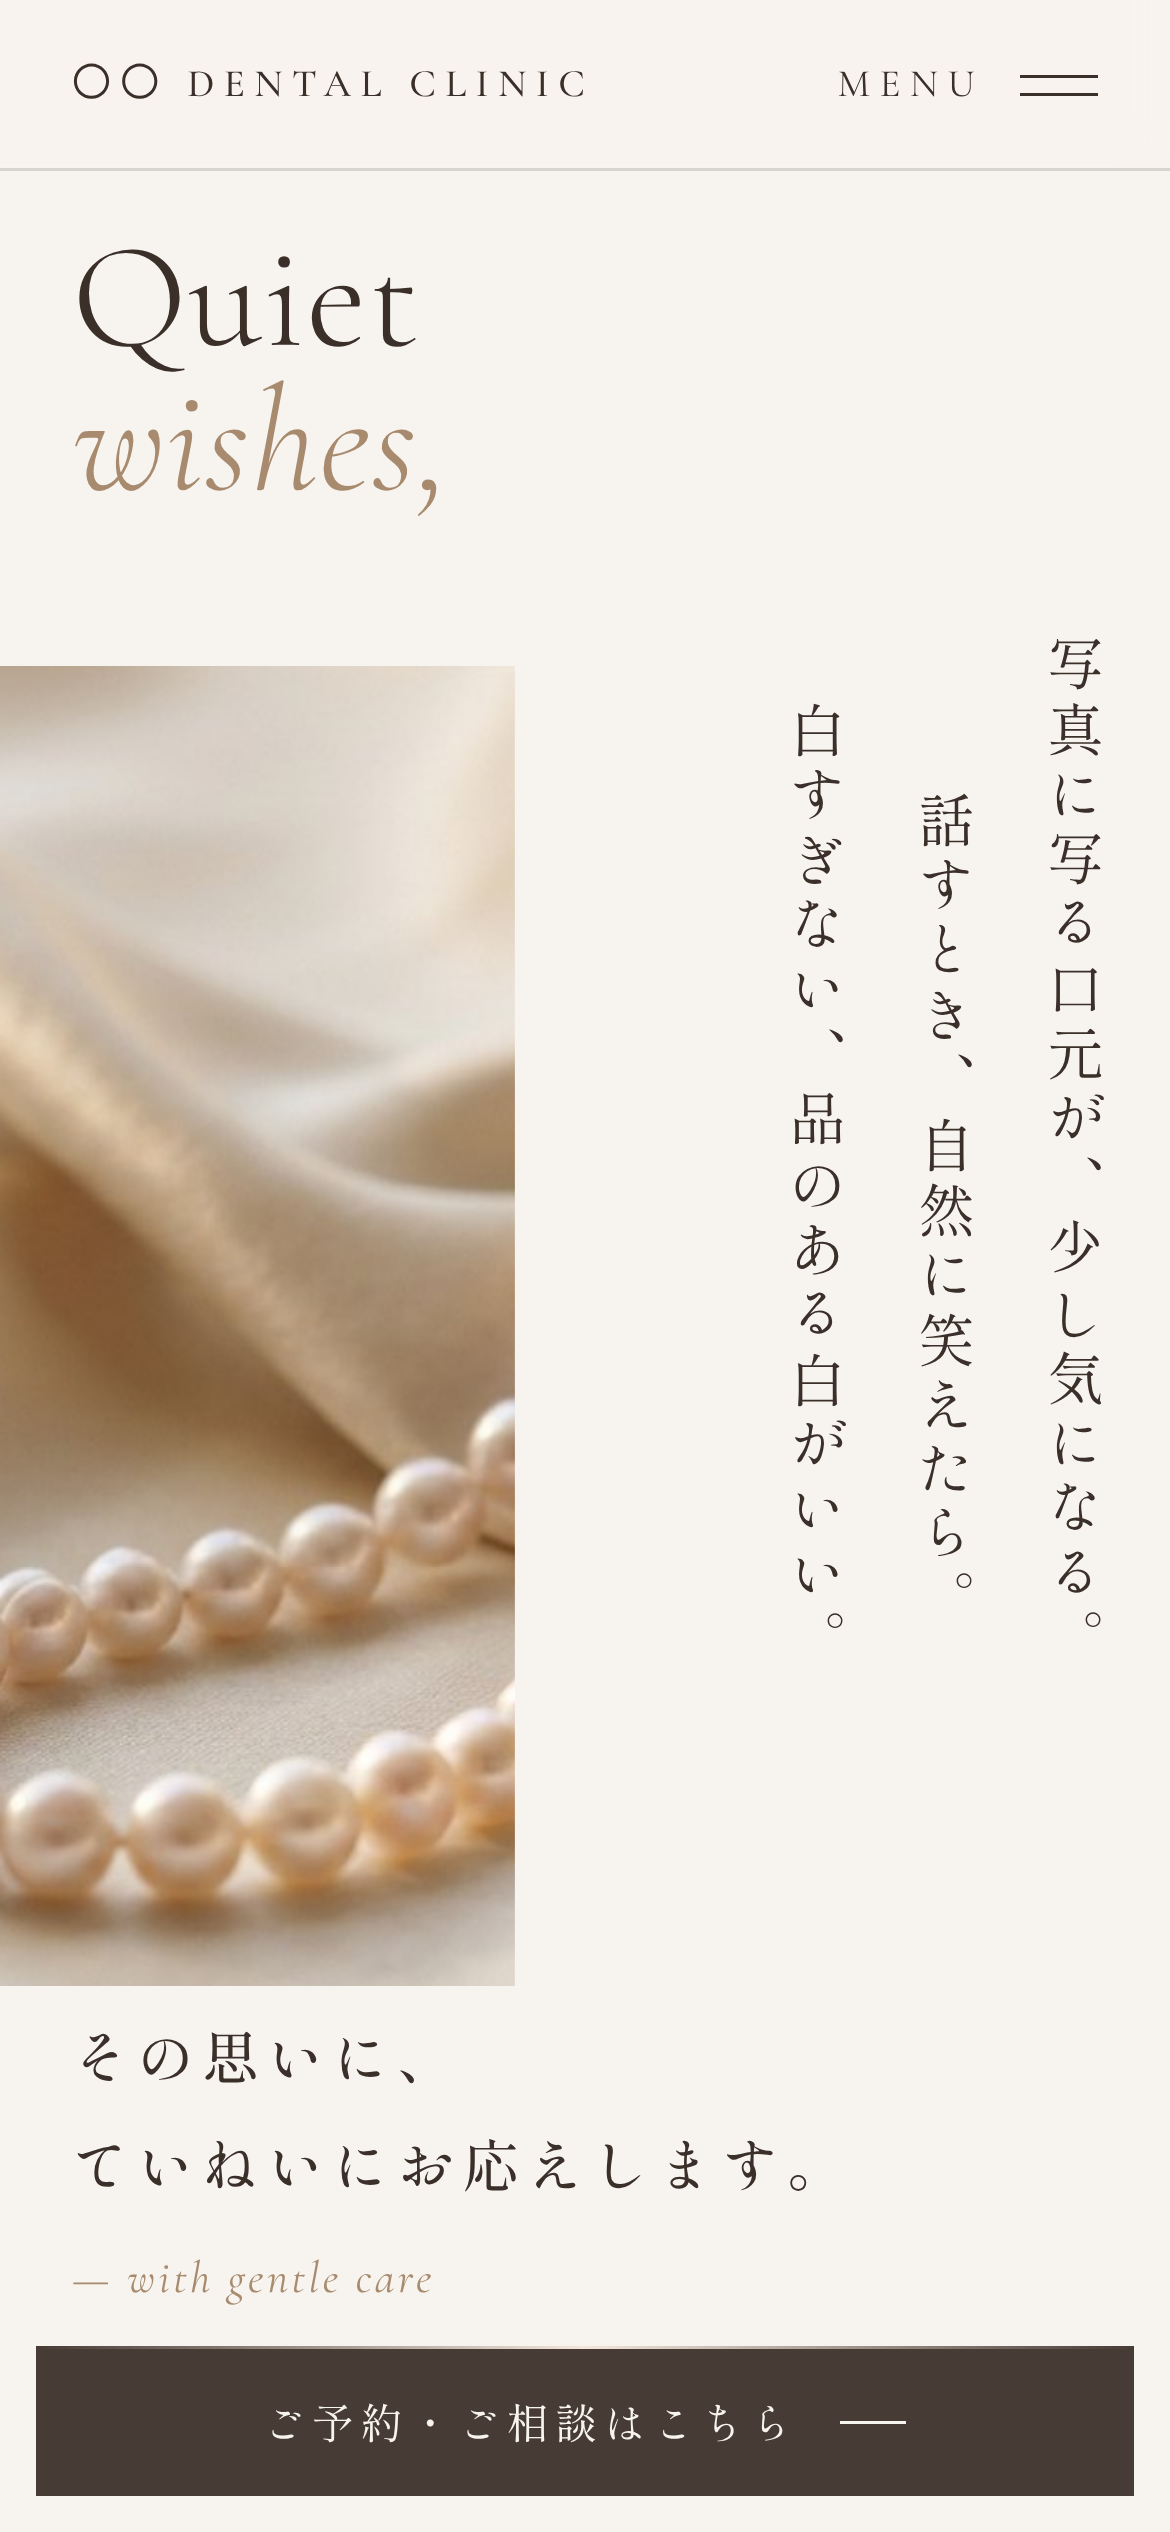 ○○ DENTAL CLINIC
MENU
Quiet
wishes,
写真に写る口元が、少し気になる。
話すとき、自然に笑えたら。
白すぎない、品のある白がいい。
その思いに、
ていねいにお応えします。
— with gentle care
ご予約・ご相談はこちら